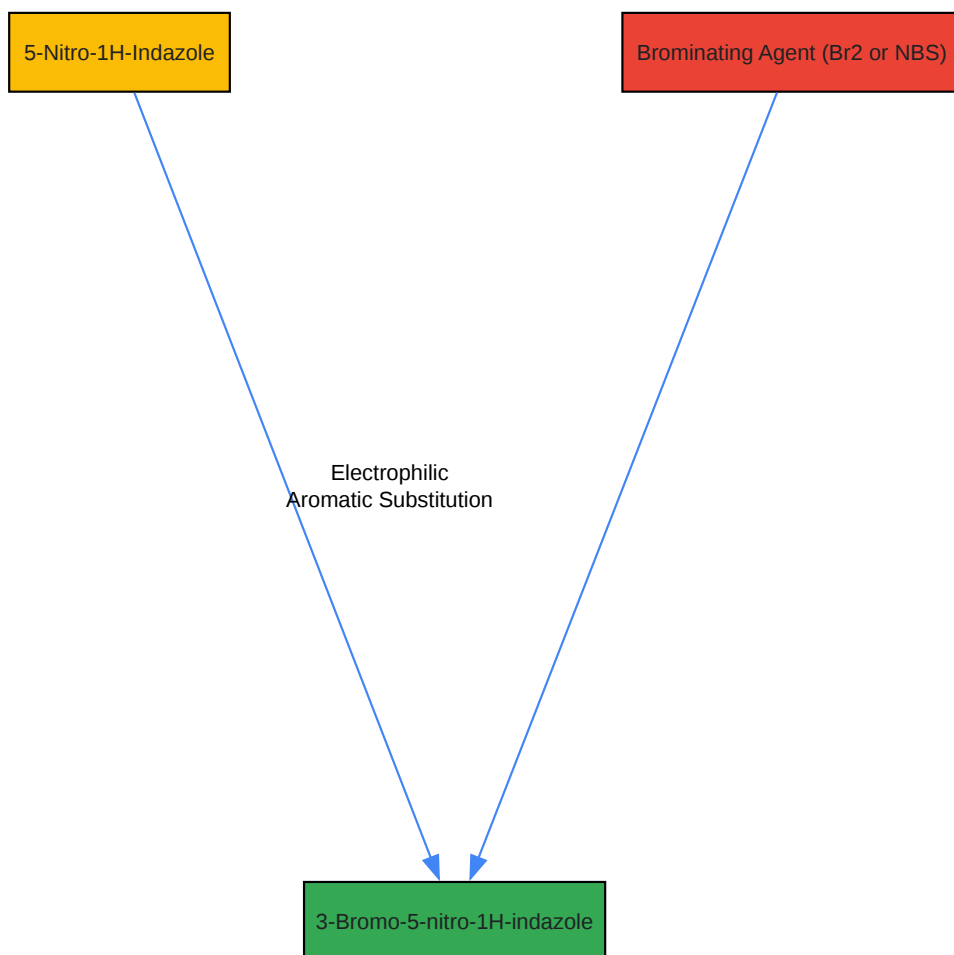 5-Nitro-1H-Indazole
Brominating Agent (Br2 or NBS)
Electrophilic
Aromatic Substitution
3-Bromo-5-nitro-1H-indazole